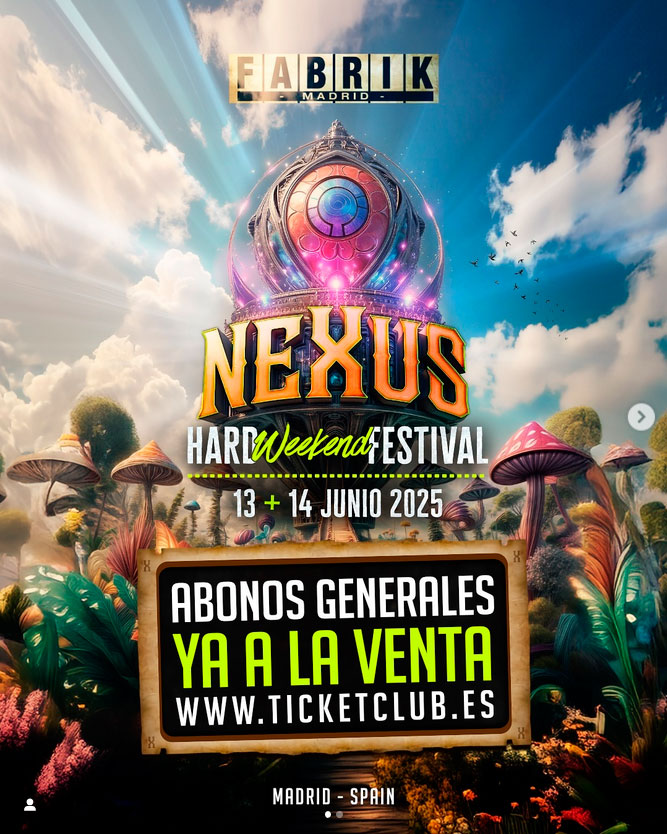 FABRIK
- MADRID -
NEXUS
HARD Weekend FESTIVAL
13 + 14 JUNIO 2025
ABONOS GENERALES
YA A LA VENTA
WWW.TICKETCLUB.ES
MADRID - SPAIN